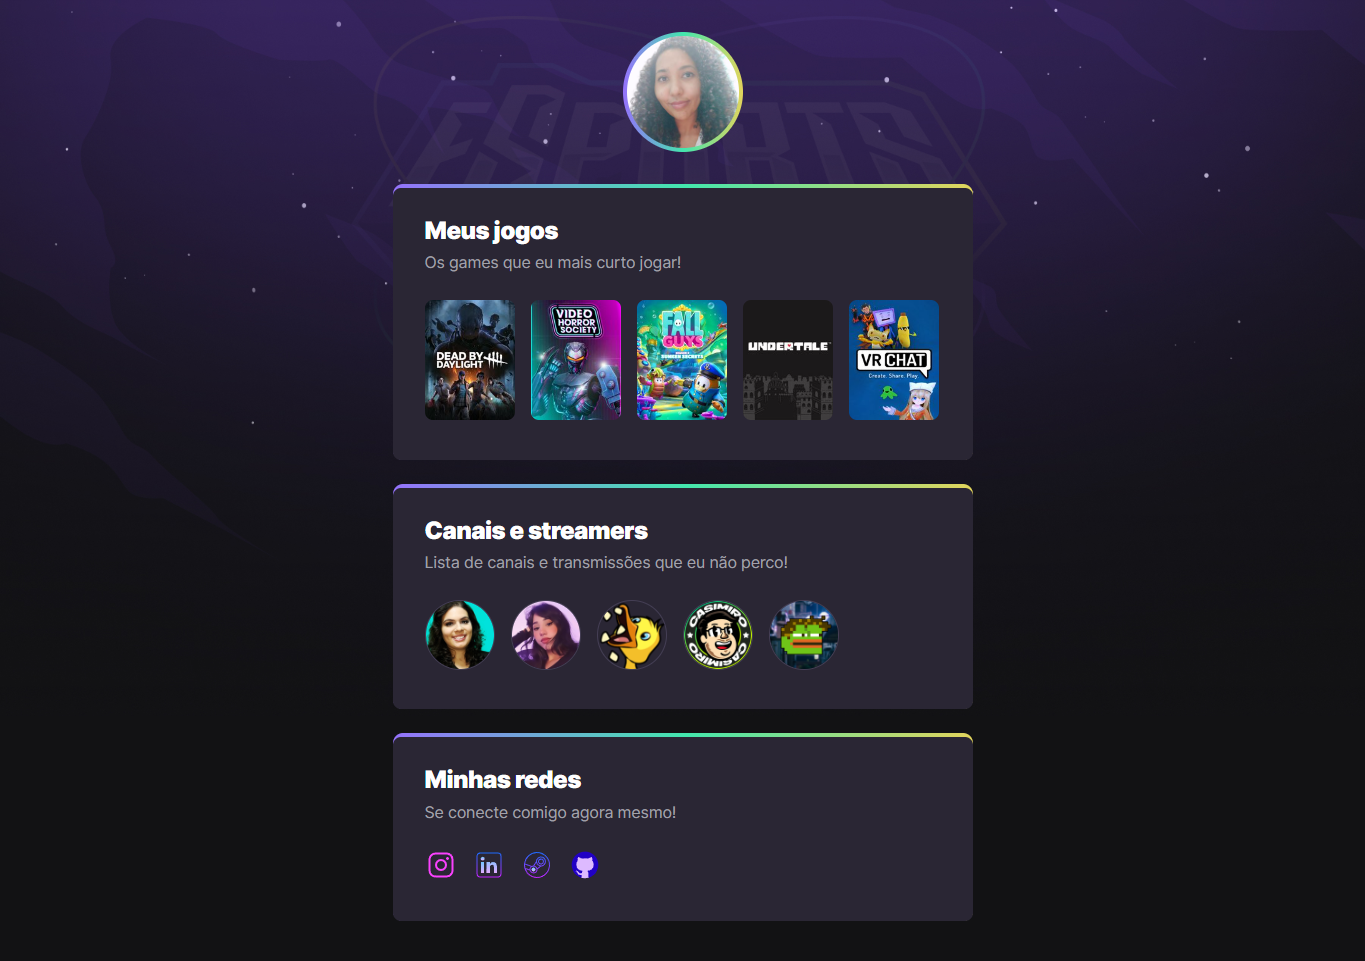 ESPORTS
Meus jogos
Os games que eu mais curto jogar!
DEAD BY
DAYLIGHT
VIDEO
HORROR
SOCIETY
FALL
GUYS
UNDERTALE
VR CHAT
Create. Share. Play.
Canais e streamers
Lista de canais e transmissões que eu não perco!
CASIMIRO
CASIMIRO
Minhas redes
Se conecte comigo agora mesmo!
in